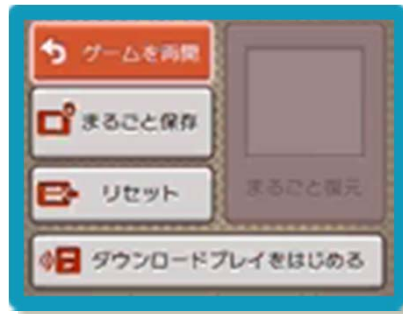 ゲームを再開
まるごと保存
リセット
まるごと復元
ダウンロードプレイをはじめる